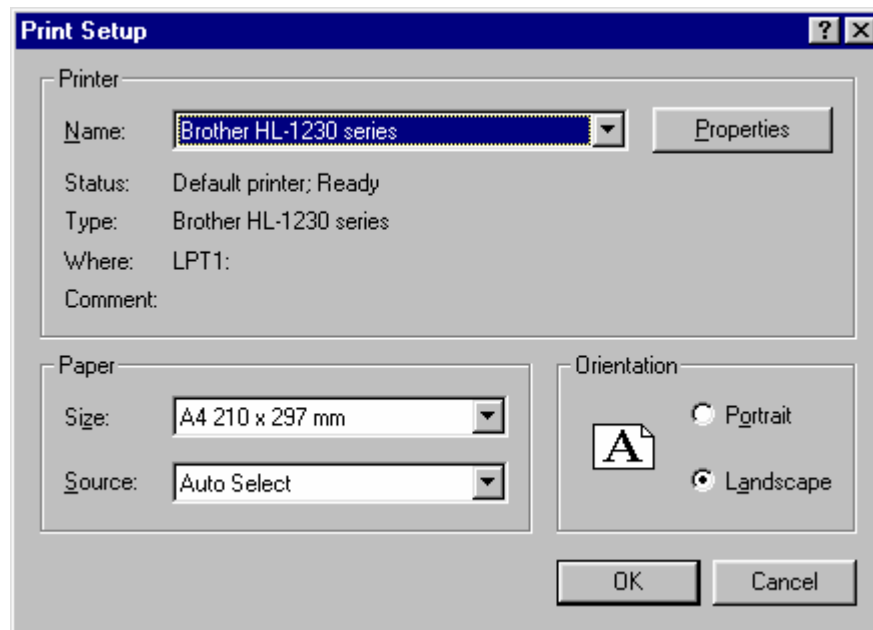 Print Setup
Printer
Name: Brother HL-1230 series Properties
Status: Default printer; Ready
Type: Brother HL-1230 series
Where: LPT1:
Comment:
Paper
Size: A4 210 x 297 mm
Source: Auto Select
Orientation
A
Portrait
Landscape
OK Cancel